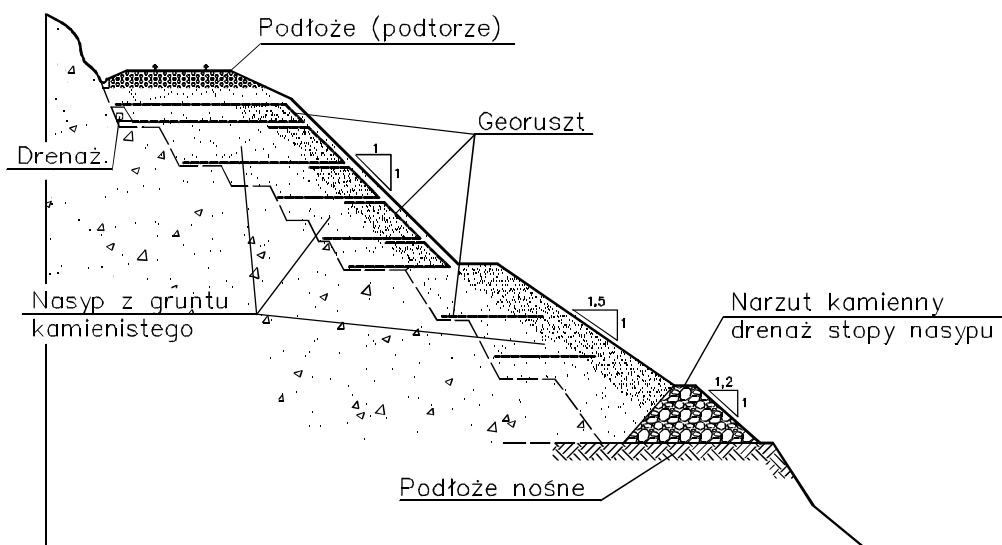 Podłoże (podtorze)
Georuszt
Drenaż
1
1
Nasyp z gruntu
kamienistego
1,5
1
Narzut kamienny
drenaż stopy nasypu
1,2
1
Podłoże nośne